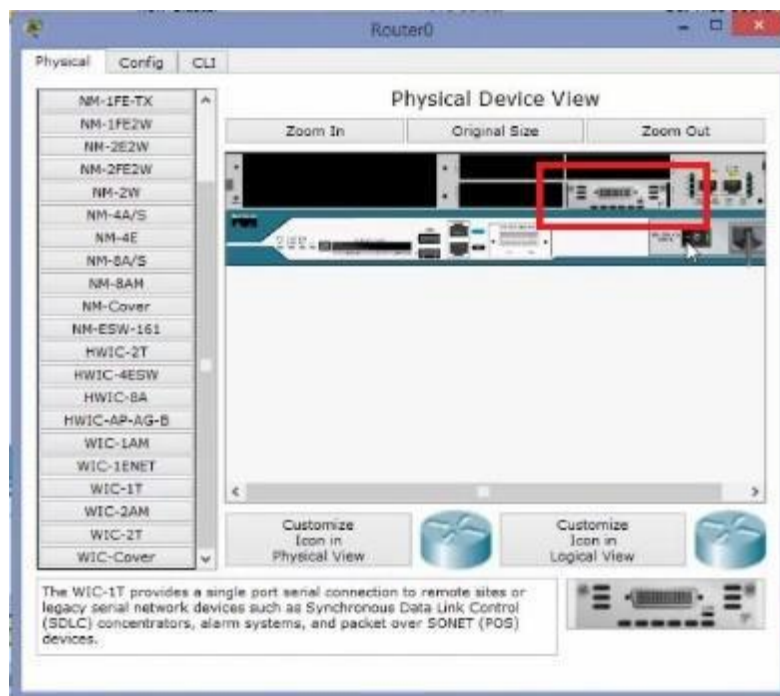 Router0
Physical Config CLI
Physical Device View
Zoom In Original Size Zoom Out
NM-1FE-TX
NM-1FE2W
NM-2E2W
NM-2FE2W
NM-2W
NM-4A/S
NM-4E
NM-8A/S
NM-8AM
NM-Cover
NM-ESW-161
HWIC-2T
HWIC-4ESW
HWIC-8A
HWIC-AP-AG-B
WIC-1AM
WIC-1ENET
WIC-1T
WIC-2AM
WIC-2T
WIC-Cover
Customize
Icon in
Physical View
Customize
Icon in
Logical View
The WIC-1T provides a single port serial connection to remote sites or
legacy serial network devices such as Synchronous Data Link Control
(SDLC) concentrators, alarm systems, and packet over SONET (POS)
devices.